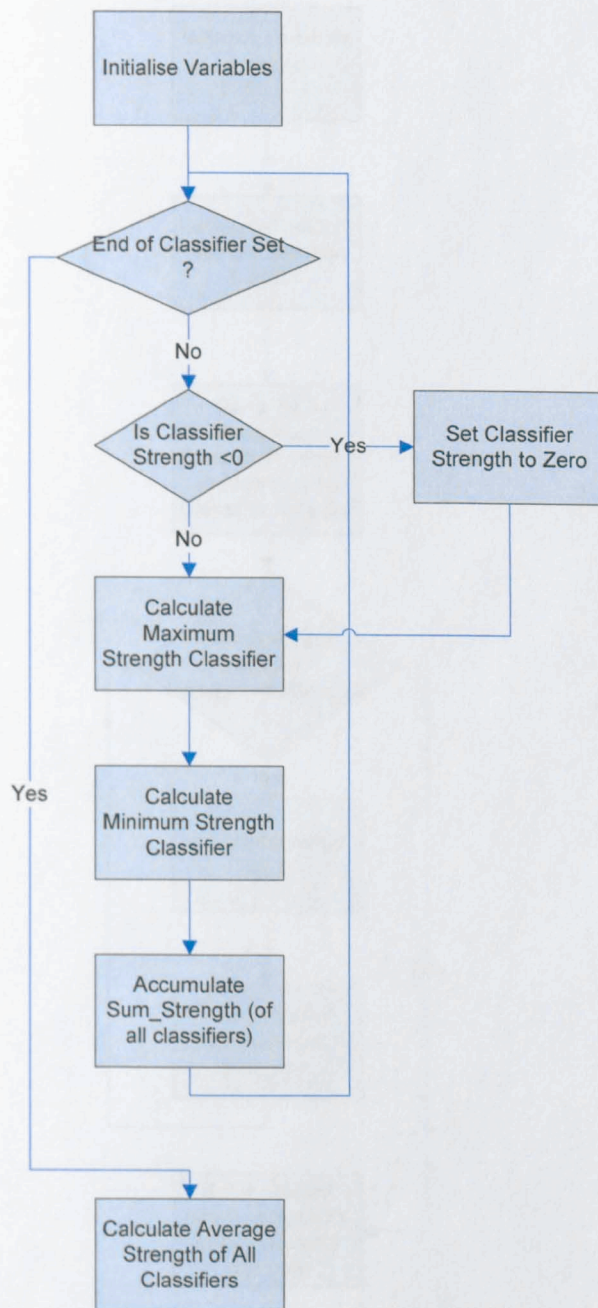 Initialise Variables
End of Classifier Set
?
No
Is Classifier
Strength <0
Yes
Set Classifier
Strength to Zero
No
Calculate
Maximum
Strength Classifier
Yes
Calculate
Minimum Strength
Classifier
Accumulate
Sum_Strength (of
all classifiers)
Calculate Average
Strength of All
Classifiers